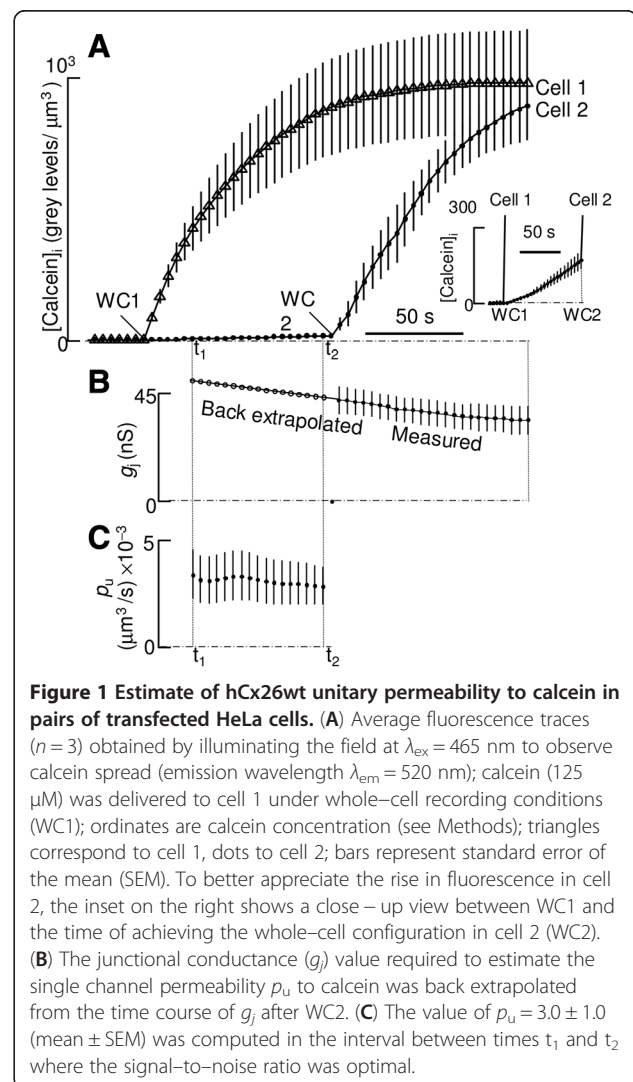 A
10³
[Calcein]i (grey levels/ µm³)
0
Cell 1
Cell 2
WC1
WC
2
t₁
t₂
50 s
Cell 1
Cell 2
300
50 s
[Calcein]i
0
WC1
WC2
B
45
gj (nS)
0
Back extrapolated
Measured
C
5
pu
(µm³/s) ×10⁻³
0
t₁
t₂
Figure 1 Estimate of hCx26wt unitary permeability to calcein in
pairs of transfected HeLa cells. (A) Average fluorescence traces
(n = 3) obtained by illuminating the field at λex = 465 nm to observe
calcein spread (emission wavelength λem = 520 nm); calcein (125
µM) was delivered to cell 1 under whole–cell recording conditions
(WC1); ordinates are calcein concentration (see Methods); triangles
correspond to cell 1, dots to cell 2; bars represent standard error of
the mean (SEM). To better appreciate the rise in fluorescence in cell
2, the inset on the right shows a close – up view between WC1 and
the time of achieving the whole–cell configuration in cell 2 (WC2).
(B) The junctional conductance (gj) value required to estimate the
single channel permeability pu to calcein was back extrapolated
from the time course of gj after WC2. (C) The value of pu = 3.0 ± 1.0
(mean ± SEM) was computed in the interval between times t₁ and t₂
where the signal–to–noise ratio was optimal.